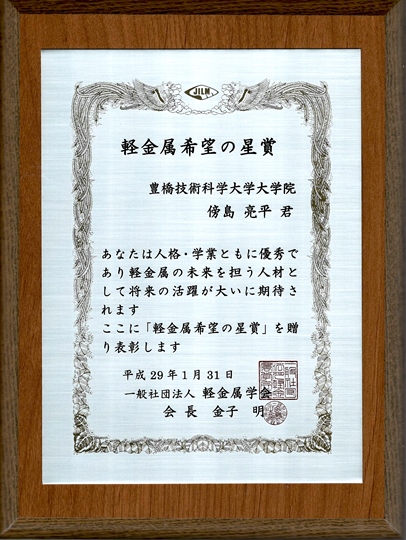 JILM
軽金属希望の星賞
豊橋技術科学大学大学院
傍島 亮平 君
あなたは人格・学業ともに優秀で
あり軽金属の未来を担う人材と
して将来の活躍が大いに期待さ
れます
ここに「軽金属希望の星賞」を贈
り表彰します
平成29年1月31日
一般社団法人 軽金属学会
会長 金子 明